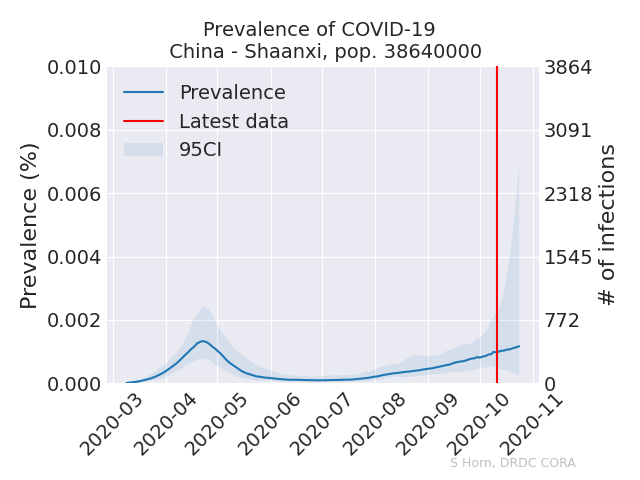 Prevalence of COVID-19
China - Shaanxi, pop. 38640000
Prevalence
Latest data
95CI
Prevalence (%)
0.010
0.008
0.006
0.004
0.002
0.000
3864
3091
2318
1545
772
0
# of infections
2020-03
2020-04
2020-05
2020-06
2020-07
2020-08
2020-09
2020-10
2020-11
S Horn, DRDC CORA